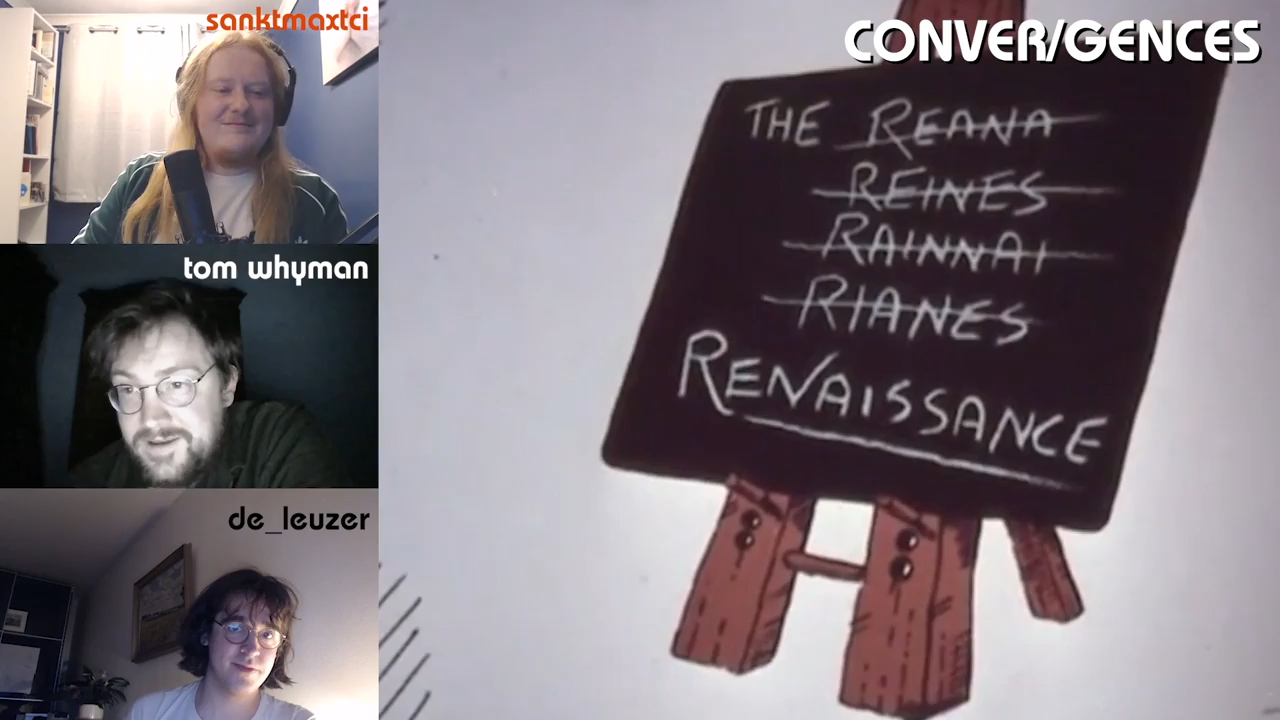 sanktmaxtci
tom whyman
de_leuzer
CONVER/GENCES
THE REANA
REINES
RAINNAI
RIANES
RENAISSANCE